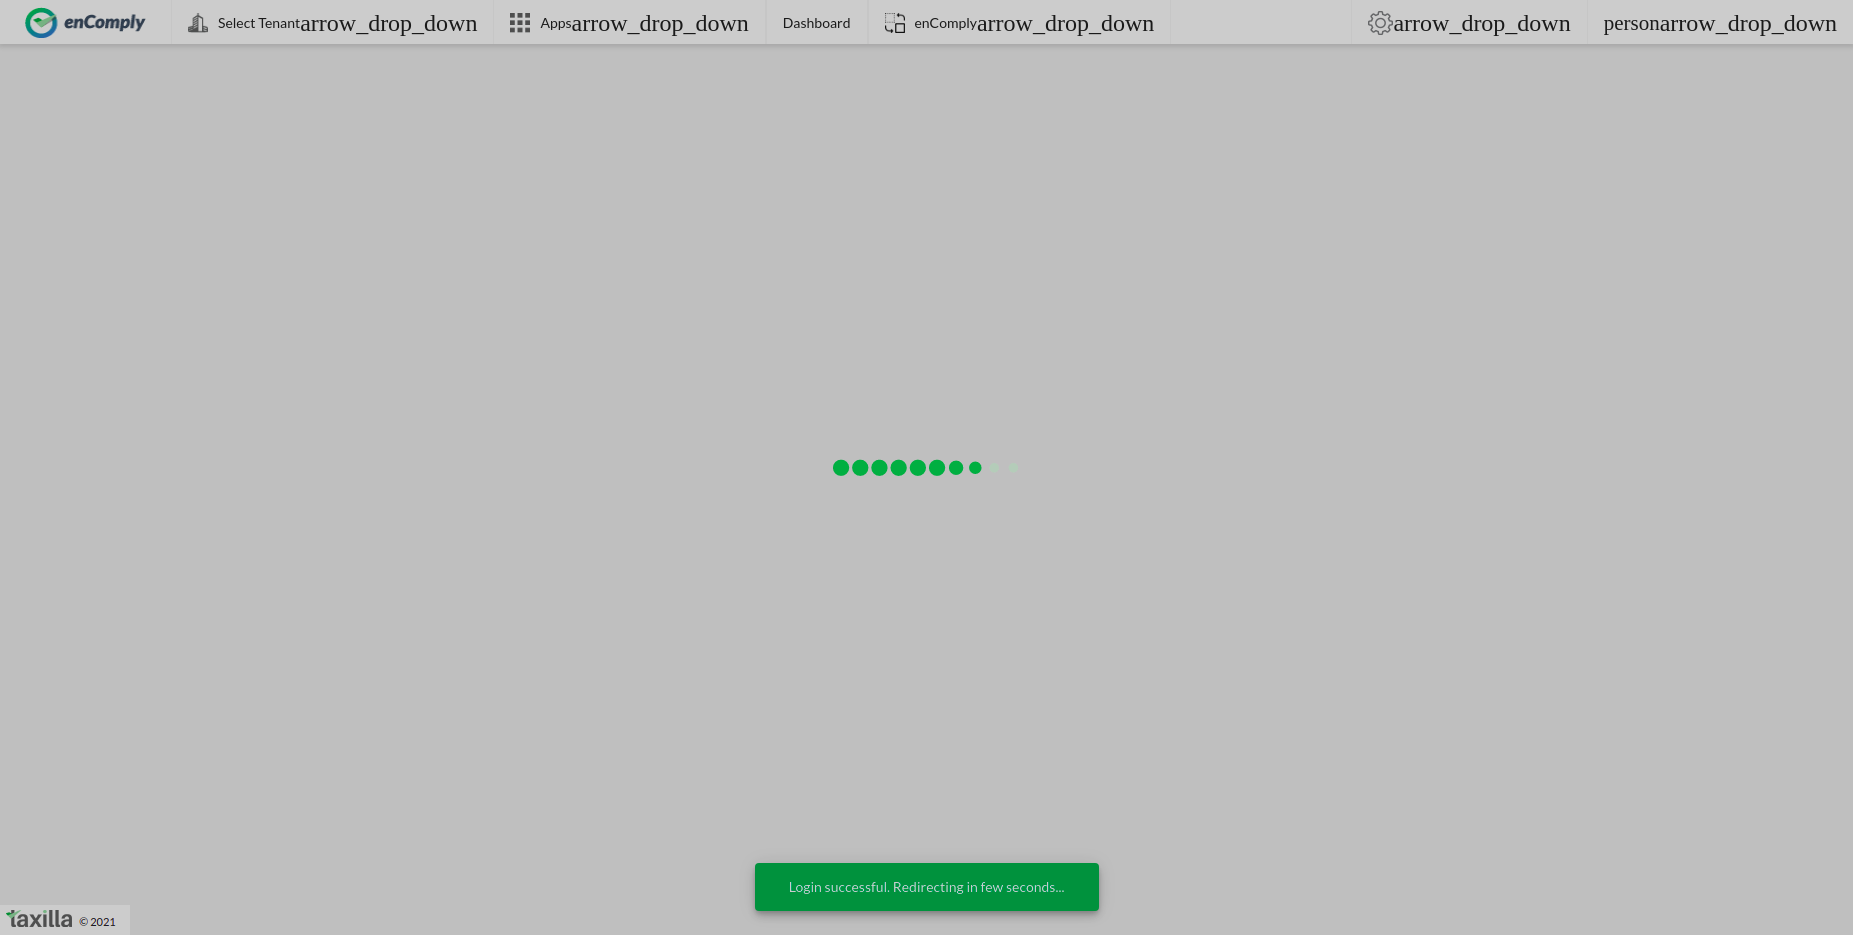 enComply Select Tenantarrow_drop_down Appsarrow_drop_down Dashboard enComplyarrow_drop_down arrow_drop_down personarrow_drop_down
Login successful. Redirecting in few seconds...
taxilla © 2021